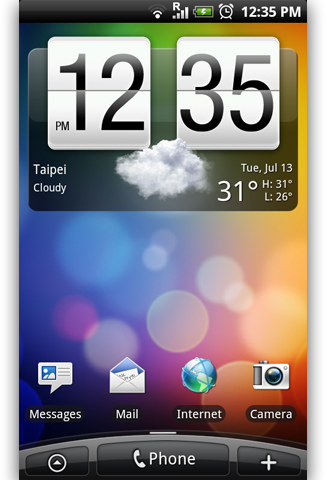 R 12:35 PM
12 35
PM
Taipei
Cloudy
Tue, Jul 13
31° H: 31°
L: 26°
Messages Mail Internet Camera
Phone